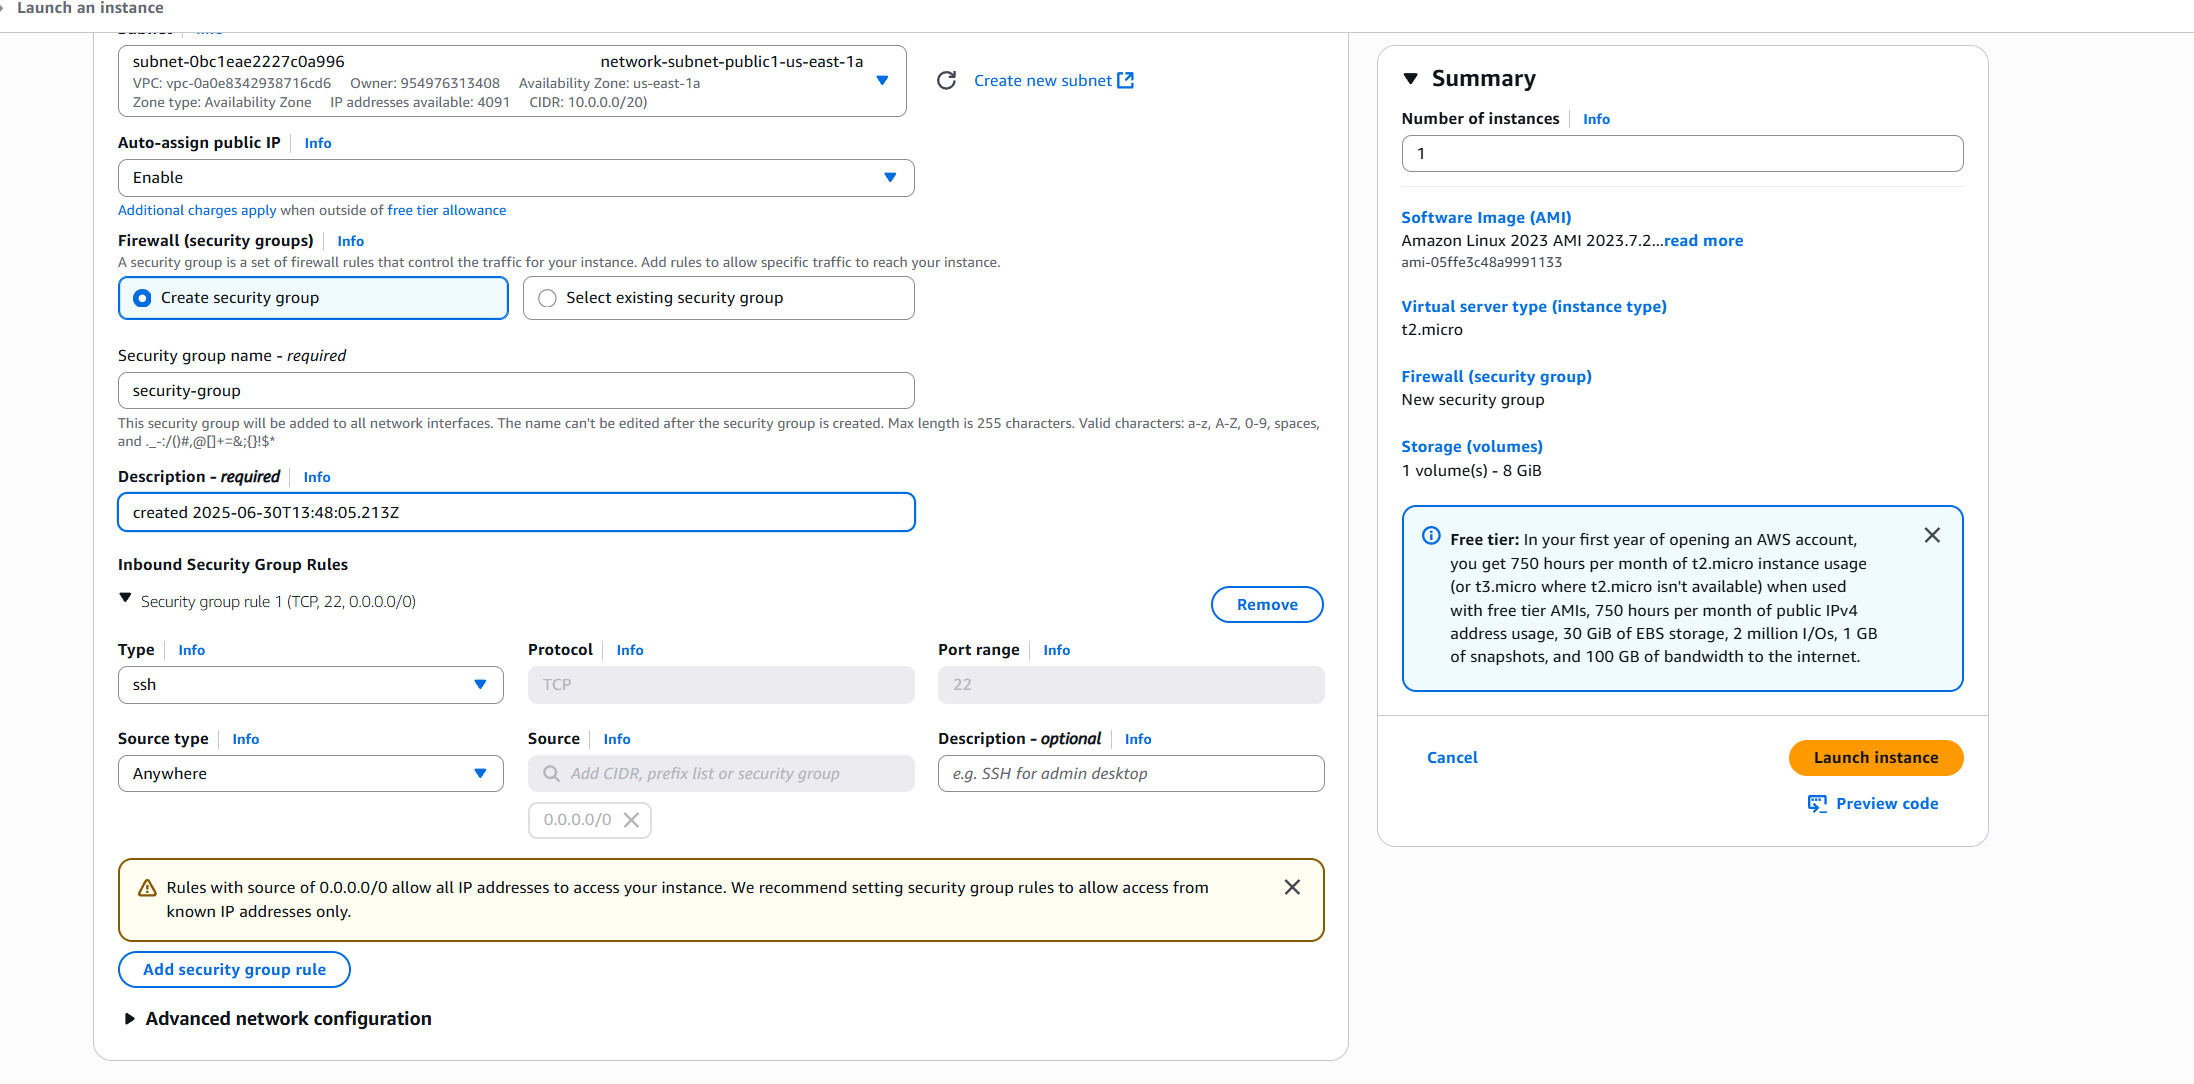 Launch an instance
subnet-0bc1eae2227c0a996 network-subnet-public1-us-east-1a
VPC: vpc-0a0e8342938716cd6 Owner: 954976313408 Availability Zone: us-east-1a
Zone type: Availability Zone IP addresses available: 4091 CIDR: 10.0.0.0/20)
Create new subnet
Auto-assign public IP Info
Enable
Additional charges apply when outside of free tier allowance
Firewall (security groups) Info
A security group is a set of firewall rules that control the traffic for your instance. Add rules to allow specific traffic to reach your instance.
Create security group
Select existing security group
Security group name - required
security-group
This security group will be added to all network interfaces. The name can't be edited after the security group is created. Max length is 255 characters. Valid characters: a-z, A-Z, 0-9, spaces,
and ._-:/()#,@[]+=&;{}!$*
Description - required Info
created 2025-06-30T13:48:05.213Z
Inbound Security Group Rules
Security group rule 1 (TCP, 22, 0.0.0.0/0)
Remove
Type Info
ssh
Protocol Info
TCP
Port range Info
22
Source type Info
Anywhere
Source Info
Add CIDR, prefix list or security group
0.0.0.0/0
Description - optional Info
e.g. SSH for admin desktop
Rules with source of 0.0.0.0/0 allow all IP addresses to access your instance. We recommend setting security group rules to allow access from
known IP addresses only.
Add security group rule
Advanced network configuration
Summary
Number of instances Info
1
Software Image (AMI)
Amazon Linux 2023 AMI 2023.7.2...read more
ami-05ffe3c48a9991133
Virtual server type (instance type)
t2.micro
Firewall (security group)
New security group
Storage (volumes)
1 volume(s) - 8 GiB
Free tier: In your first year of opening an AWS account,
you get 750 hours per month of t2.micro instance usage
(or t3.micro where t2.micro isn't available) when used
with free tier AMIs, 750 hours per month of public IPv4
address usage, 30 GiB of EBS storage, 2 million I/Os, 1 GB
of snapshots, and 100 GB of bandwidth to the internet.
Cancel
Launch instance
Preview code